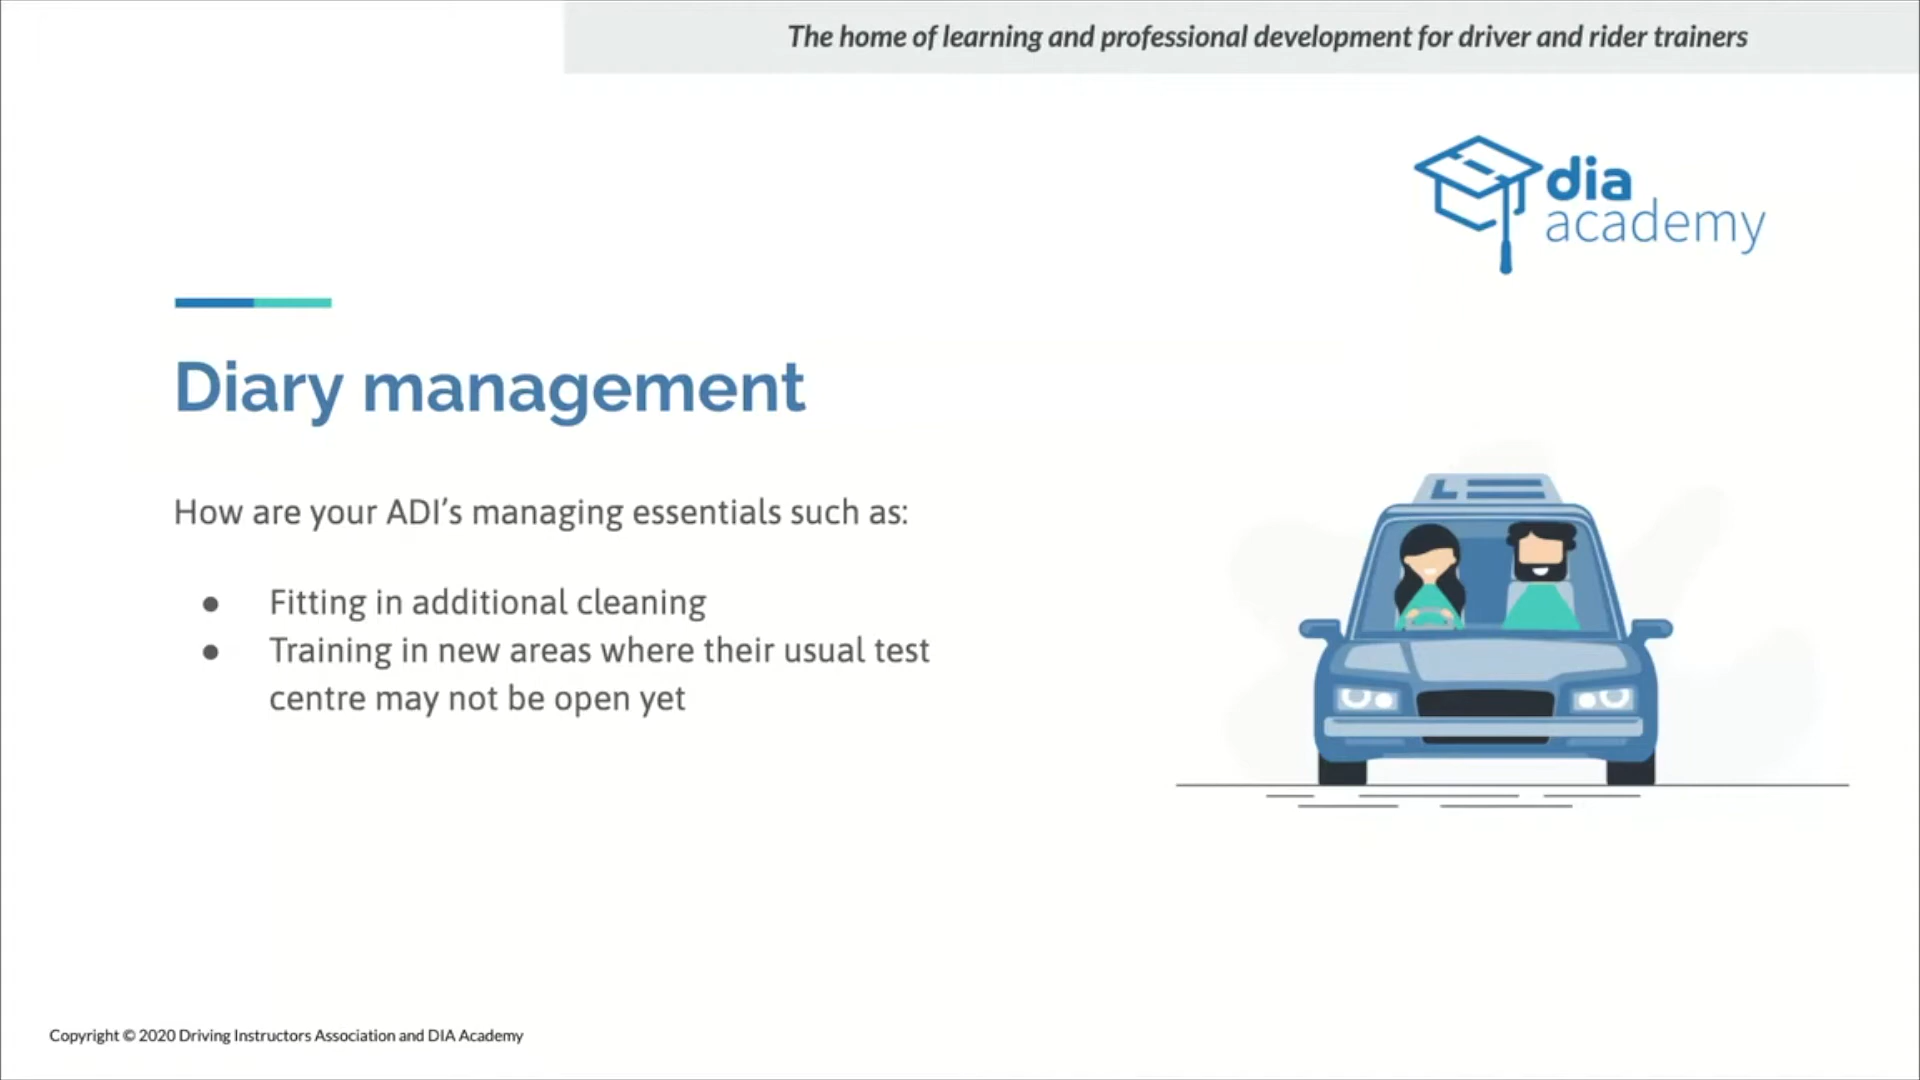 The home of learning and professional development for driver and rider trainers
dia
academy
Diary management
How are your ADI’s managing essentials such as:
● Fitting in additional cleaning
● Training in new areas where their usual test
centre may not be open yet
Copyright © 2020 Driving Instructors Association and DIA Academy